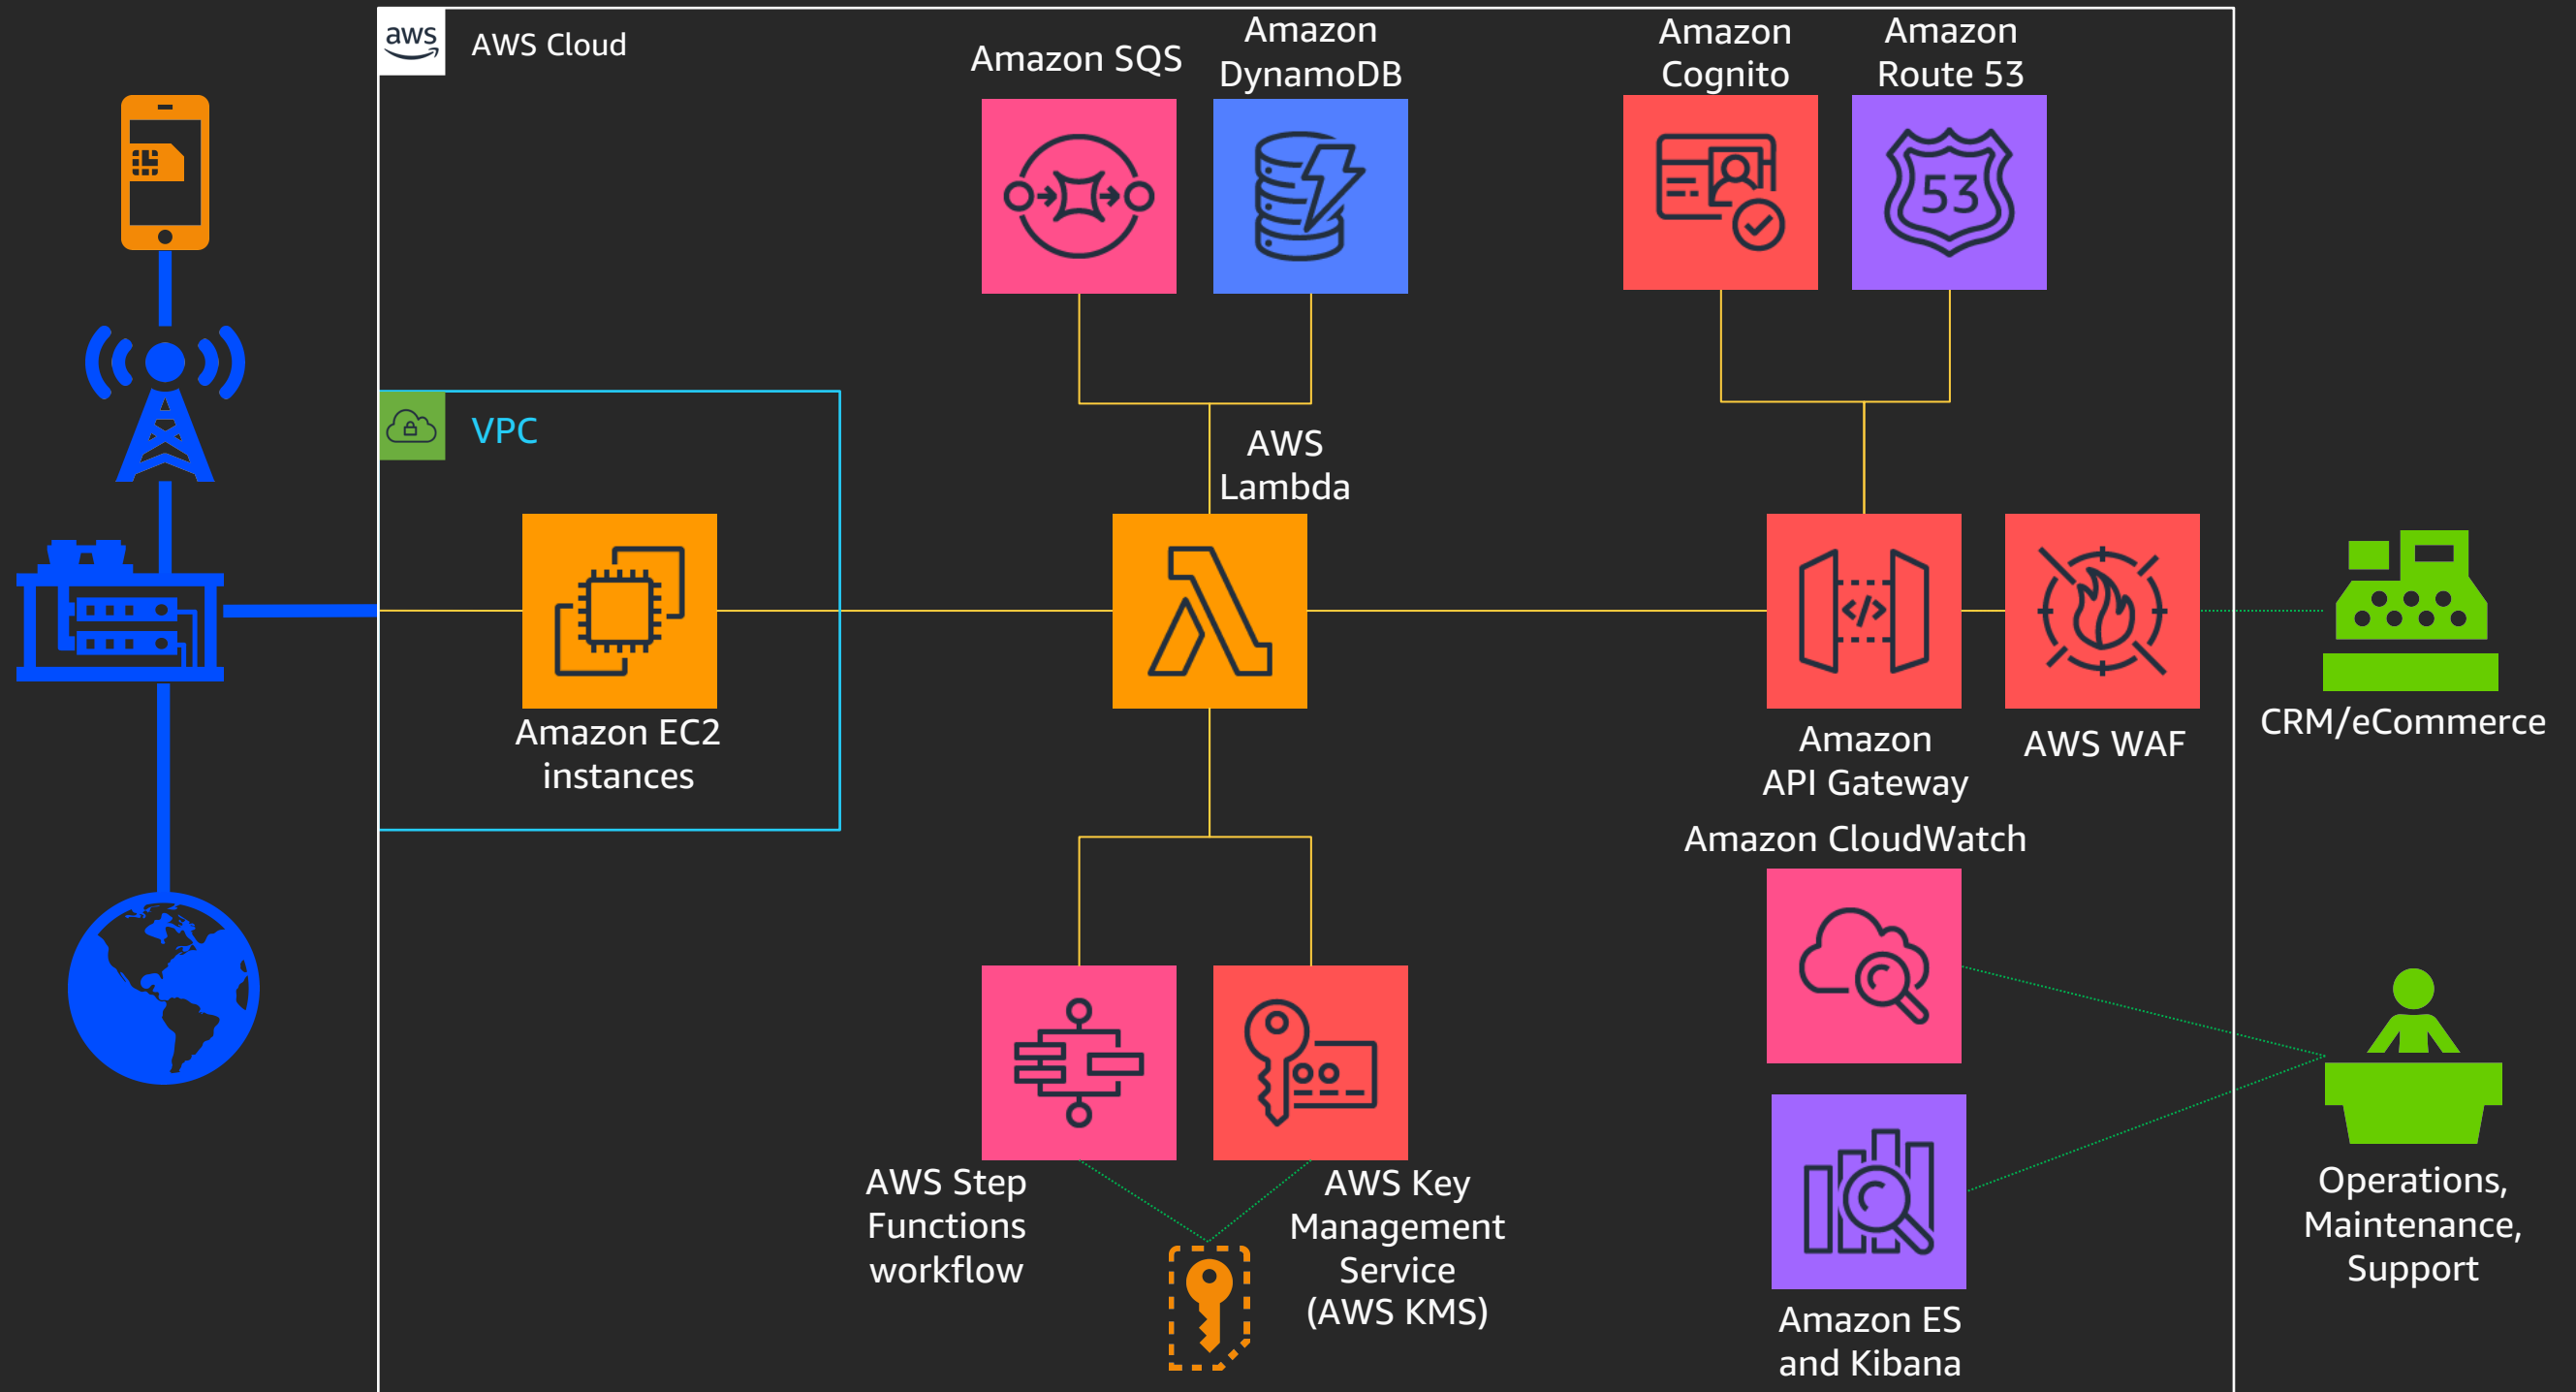 aws
AWS Cloud
Amazon SQS
Amazon
DynamoDB
Amazon
Cognito
Amazon
Route 53
53
VPC
AWS
Lambda
Amazon EC2
instances
</>
Amazon
API Gateway
AWS WAF
CRM/eCommerce
Amazon CloudWatch
AWS Step
Functions
workflow
AWS Key
Management
Service
(AWS KMS)
Amazon ES
and Kibana
Operations,
Maintenance,
Support